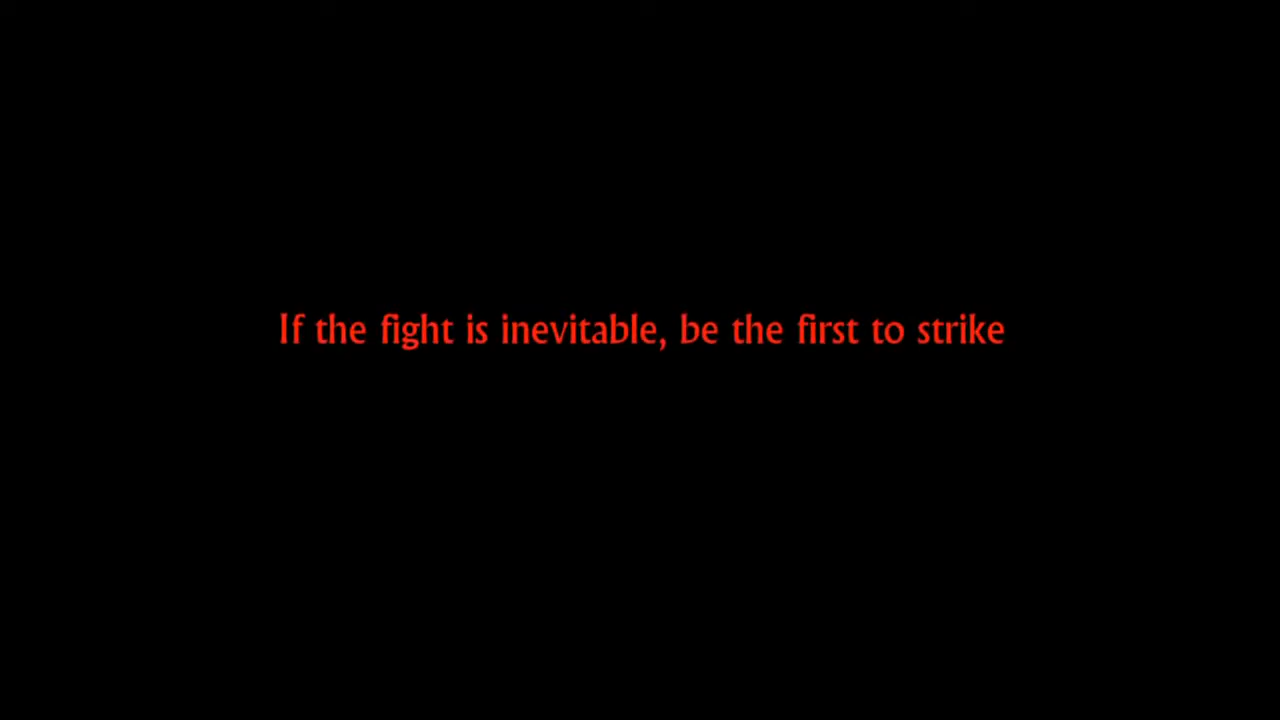 If the fight is inevitable, be the first to strike